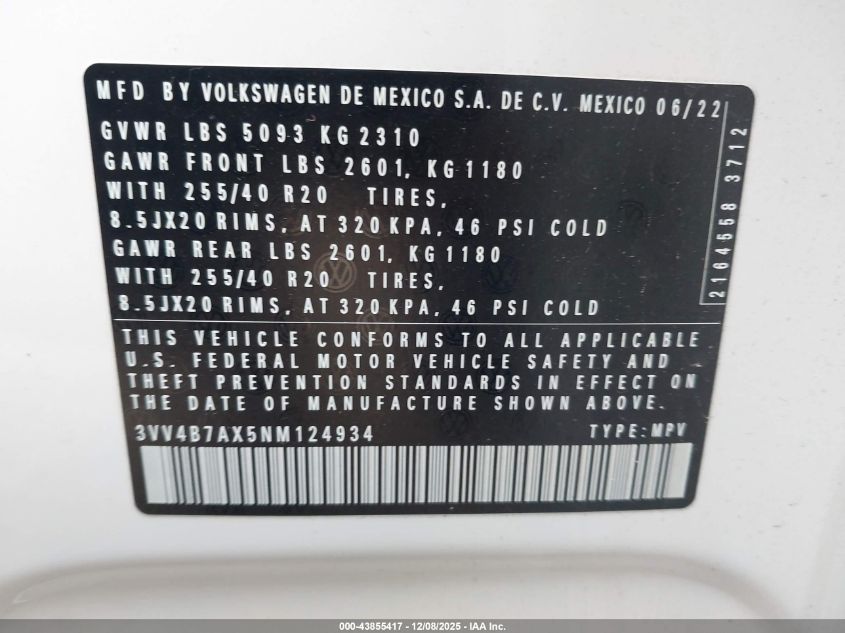 MFD BY VOLKSWAGEN DE MEXICO S.A. DE C.V. MEXICO 06/22
GVWR LBS 5093 KG 2310
GAWR FRONT LBS 2601, KG 1180
WITH 255/40 R20 TIRES,
8.5JX20 RIMS, AT 320 KPA, 46 PSI COLD
GAWR REAR LBS 2601, KG 1180
WITH 255/40 R20 TIRES,
8.5JX20 RIMS, AT 320 KPA, 46 PSI COLD
2164558 3712
THIS VEHICLE CONFORMS TO ALL APPLICABLE
U.S. FEDERAL MOTOR VEHICLE SAFETY AND
THEFT PREVENTION STANDARDS IN EFFECT ON
THE DATE OF MANUFACTURE SHOWN ABOVE.
3VV4B7AX5NM124934 TYPE: MPV
000-43855417 - 12/08/2025 - IAA Inc.